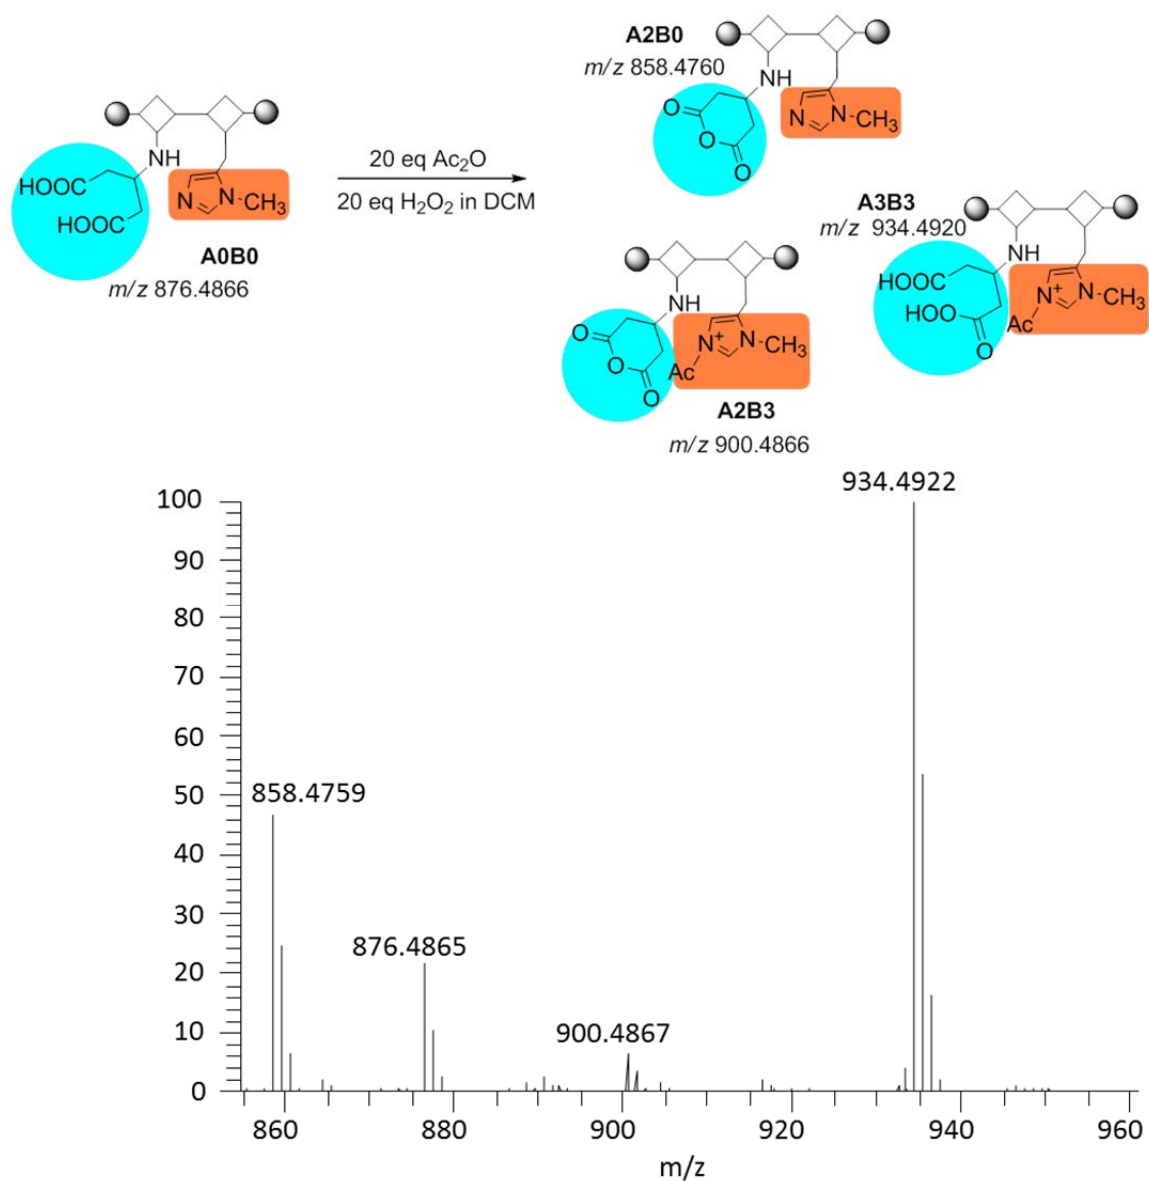 A2B0
m/z 858.4760
NH
O
O
O
N
N
CH3
NH
HOOC
HOOC
N
N
CH3
A0B0
m/z 876.4866
20 eq Ac2O
20 eq H2O2 in DCM
A3B3
m/z 934.4920
NH
HOOC
HOO
O
N+
N
CH3
Ac
NH
O
O
O
N+
N
CH3
Ac
A2B3
m/z 900.4866
934.4922
858.4759
876.4865
900.4867
100
90
80
70
60
50
40
30
20
10
0
860 880 900 920 940 960
m/z